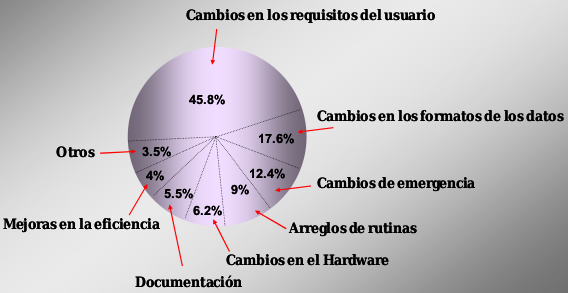 Cambios en los requisitos del usuario
45.8%
Cambios en los formatos de los datos
17.6%
Otros
3.5%
12.4%
4%
Cambios de emergencia
9%
5.5%
6.2%
Mejoras en la eficiencia
Arreglos de rutinas
Cambios en el Hardware
Documentación